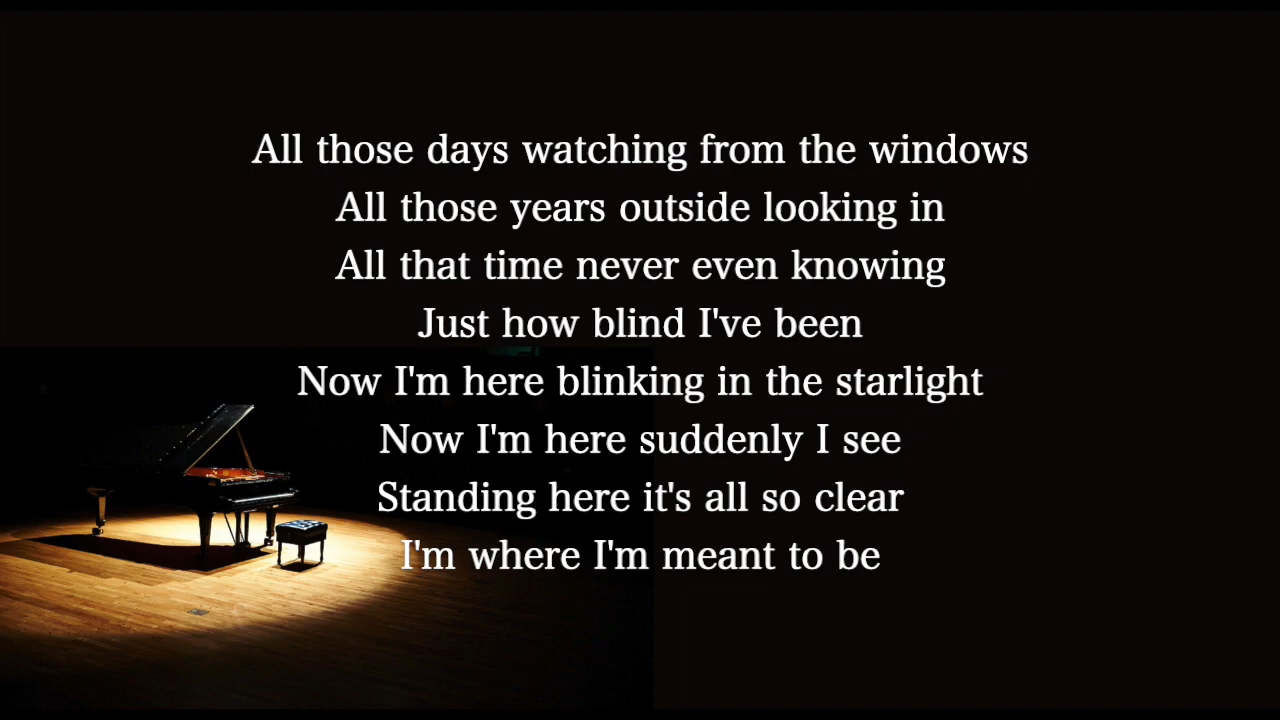 All those days watching from the windows
All those years outside looking in
All that time never even knowing
Just how blind I've been
Now I'm here blinking in the starlight
Now I'm here suddenly I see
Standing here it's all so clear
I'm where I'm meant to be